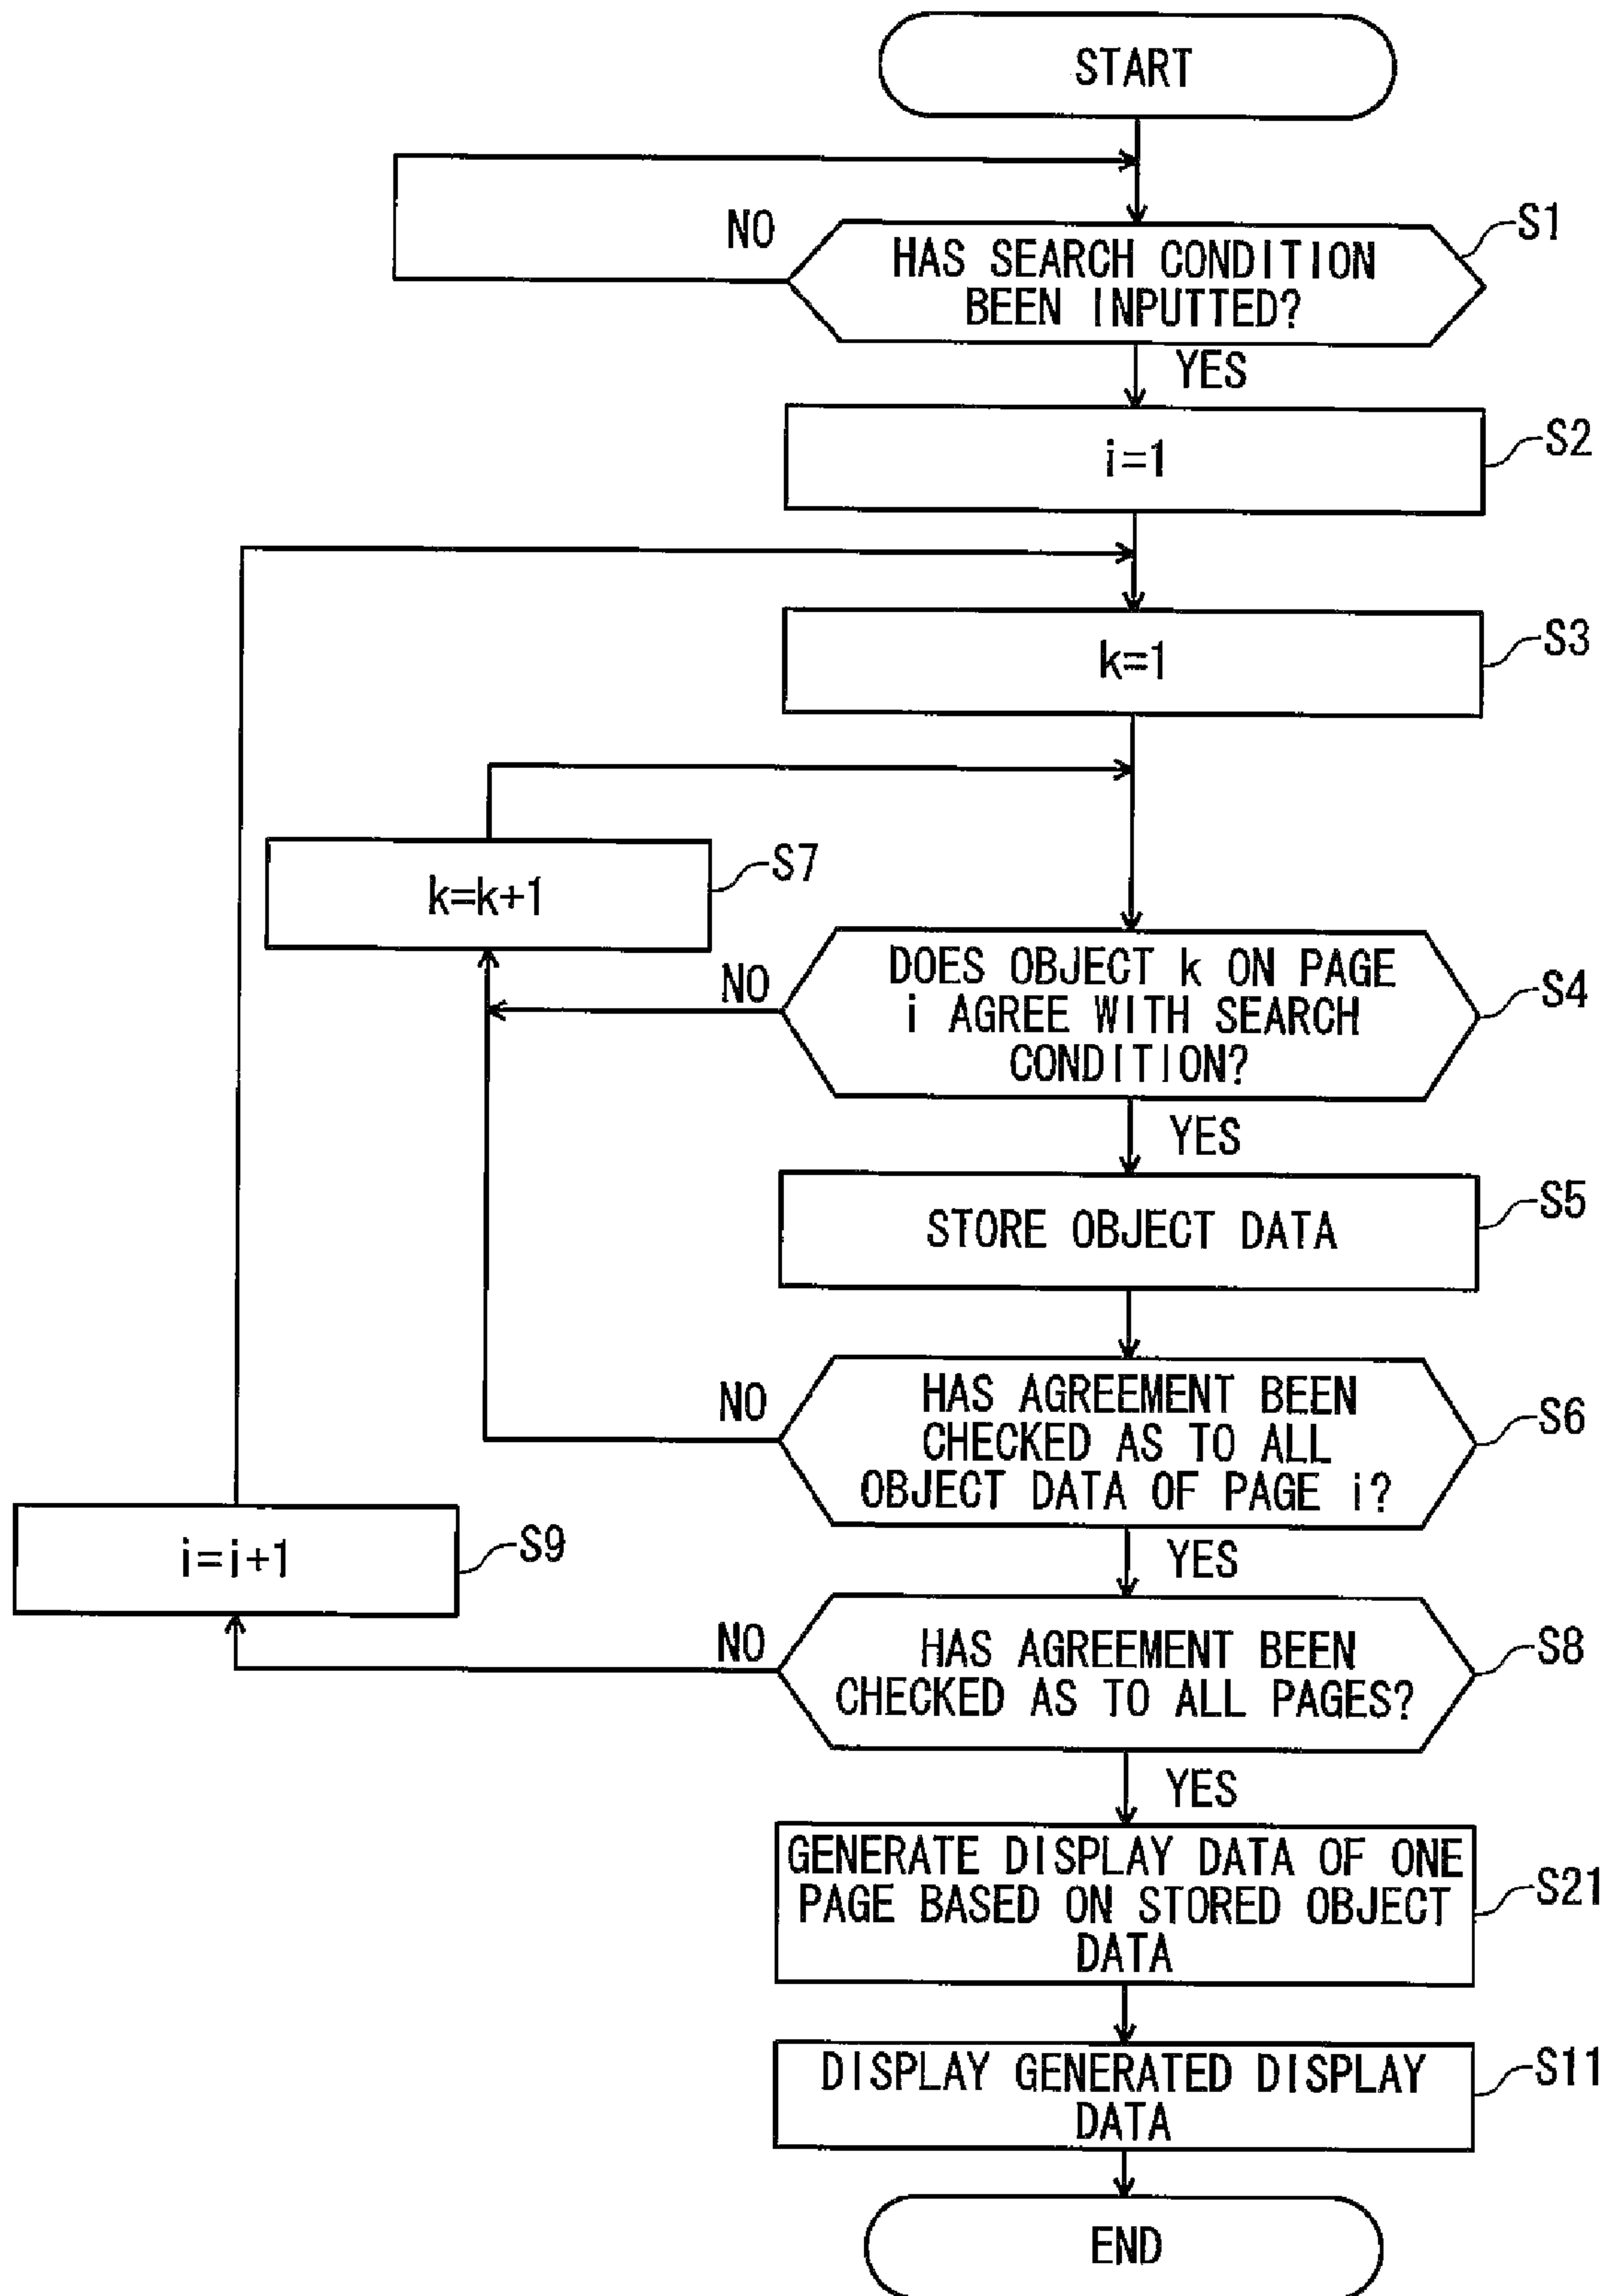 START
NO
HAS SEARCH CONDITION
BEEN INPUTTED?
S1
YES
i=1
S2
k=1
S3
k=k+1
S7
NO
DOES OBJECT k ON PAGE
i AGREE WITH SEARCH
CONDITION?
S4
YES
STORE OBJECT DATA
S5
NO
HAS AGREEMENT BEEN
CHECKED AS TO ALL
OBJECT DATA OF PAGE i?
S6
YES
i=i+1
S9
NO
HAS AGREEMENT BEEN
CHECKED AS TO ALL PAGES?
S8
YES
GENERATE DISPLAY DATA OF ONE
PAGE BASED ON STORED OBJECT
DATA
S21
DISPLAY GENERATED DISPLAY
DATA
S11
END